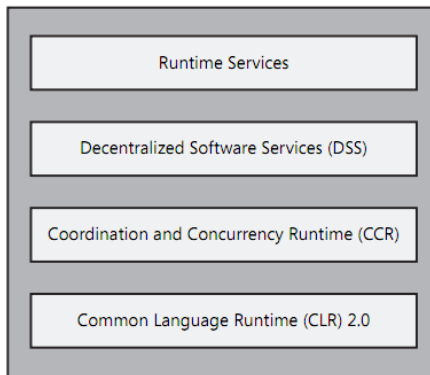 Runtime Services
Decentralized Software Services (DSS)
Coordination and Concurrency Runtime (CCR)
Common Language Runtime (CLR) 2.0